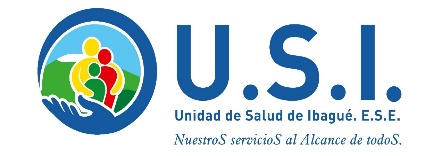 U.S.I.
Unidad de Salud de Ibagué. E.S.E.
NuestroS servicioS al Alcance de todoS.